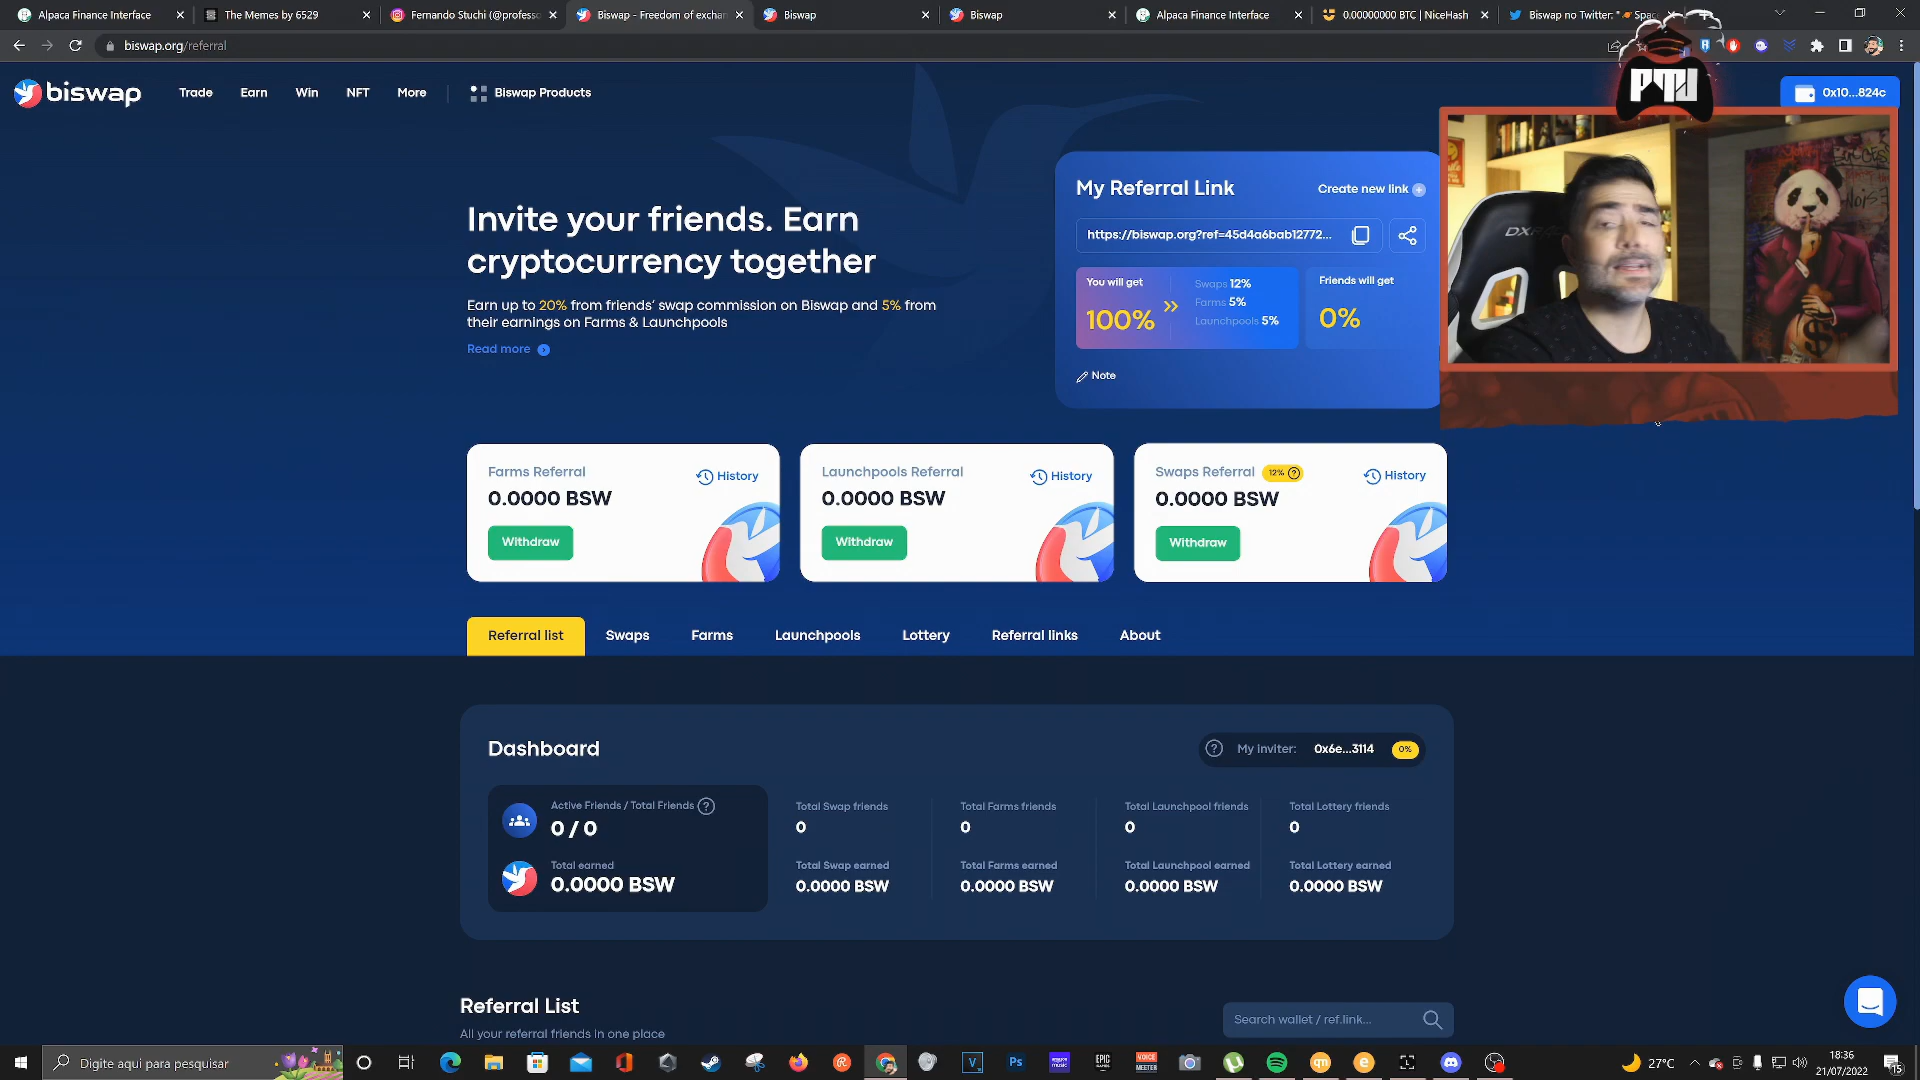 Alpaca Finance Interface
The Memes by 6529
Fernando Stuchi (@professo
Biswap - Freedom of exchan
Biswap
Biswap
Alpaca Finance Interface
0.00000000 BTC | NiceHash
Biswap no Twitter: "
biswap.org/referral
biswap
Trade
Earn
Win
NFT
More
Biswap Products
0x10...824c
PMJ
Invite your friends. Earn
cryptocurrency together
Earn up to 20% from friends' swap commission on Biswap and 5% from
their earnings on Farms & Launchpools
Read more
My Referral Link
Create new link
https://biswap.org?ref=45d4a6bab12772...
You will get
100%
Swaps 12%
Farms 5%
Launchpools 5%
Friends will get
0%
Note
Farms Referral
History
0.0000 BSW
Withdraw
Launchpools Referral
History
0.0000 BSW
Withdraw
Swaps Referral
12%
History
0.0000 BSW
Withdraw
Referral list
Swaps
Farms
Launchpools
Lottery
Referral links
About
Dashboard
My inviter:
0x6e...3114
0%
Active Friends / Total Friends
0 / 0
Total earned
0.0000 BSW
Total Swap friends
0
Total Swap earned
0.0000 BSW
Total Farms friends
0
Total Farms earned
0.0000 BSW
Total Launchpool friends
0
Total Launchpool earned
0.0000 BSW
Total Lottery friends
0
Total Lottery earned
0.0000 BSW
Referral List
All your referral friends in one place
Search wallet / ref.link...
Digite aqui para pesquisar
27°C
18:36
21/07/2022
15